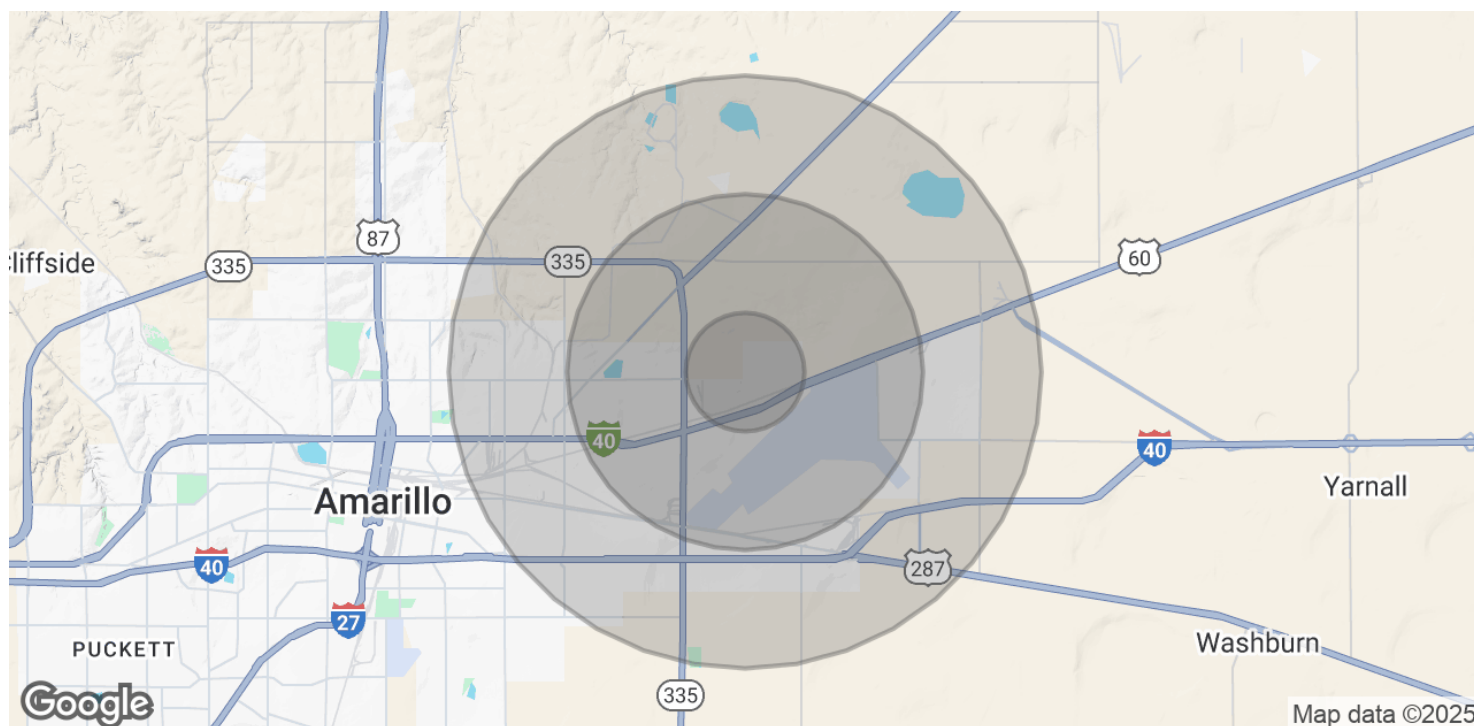 87
Cliffside
335
335
60
40
40
Amarillo
Yarnall
40
287
27
PUCKETT
Washburn
335
Google
Map data ©2025